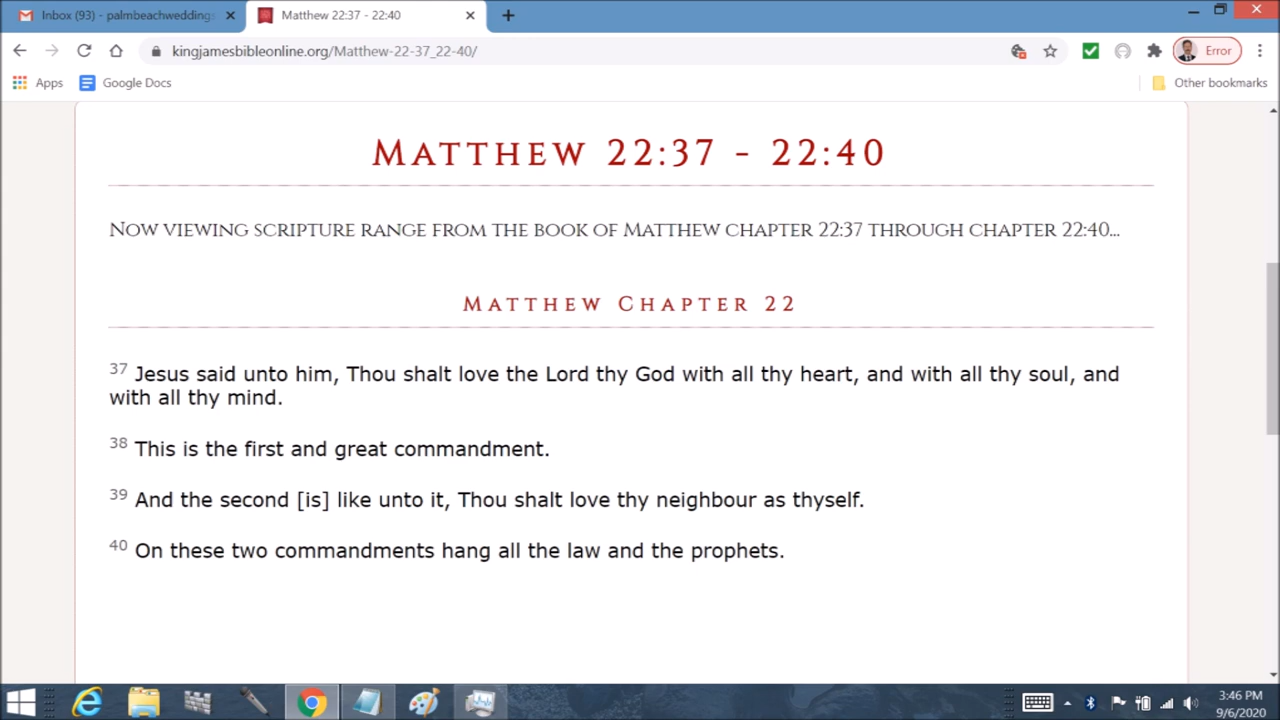 Inbox (93) - palmbeachwedding
Matthew 22:37 - 22:40
kingjamesbibleonline.org/Matthew-22-37_22-40/
Error
Apps
Google Docs
Other bookmarks
Matthew 22:37 - 22:40
Now viewing scripture range from the book of Matthew chapter 22:37 through chapter 22:40...
Matthew Chapter 22
37 Jesus said unto him, Thou shalt love the Lord thy God with all thy heart, and with all thy soul, and
with all thy mind.
38 This is the first and great commandment.
39 And the second [is] like unto it, Thou shalt love thy neighbour as thyself.
40 On these two commandments hang all the law and the prophets.
3:46 PM
9/6/2020